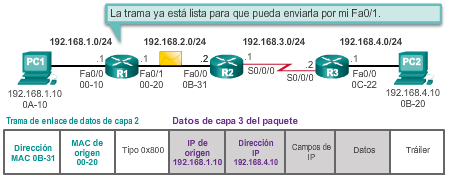 La trama ya está lista para que pueda enviarla por mi Fa0/1.
192.168.1.0/24 192.168.2.0/24 192.168.3.0/24 192.168.4.0/24
PC1 .1 R1 .1 .2 R2 .1 .2 R3 .1 PC2
192.168.1.10
0A-10
Fa0/0
00-10
Fa0/1
00-20
Fa0/0
0B-31
S0/0/0
S0/0/0
Fa0/0
0C-22
192.168.4.10
0B-20
Trama de enlace de datos de capa 2 Datos de capa 3 del paquete
Dirección MAC 0B-31
MAC de origen 00-20
Tipo 0x800
IP de origen 192.168.1.10
Dirección IP 192.168.4.10
Campos de IP
Datos
Tráiler